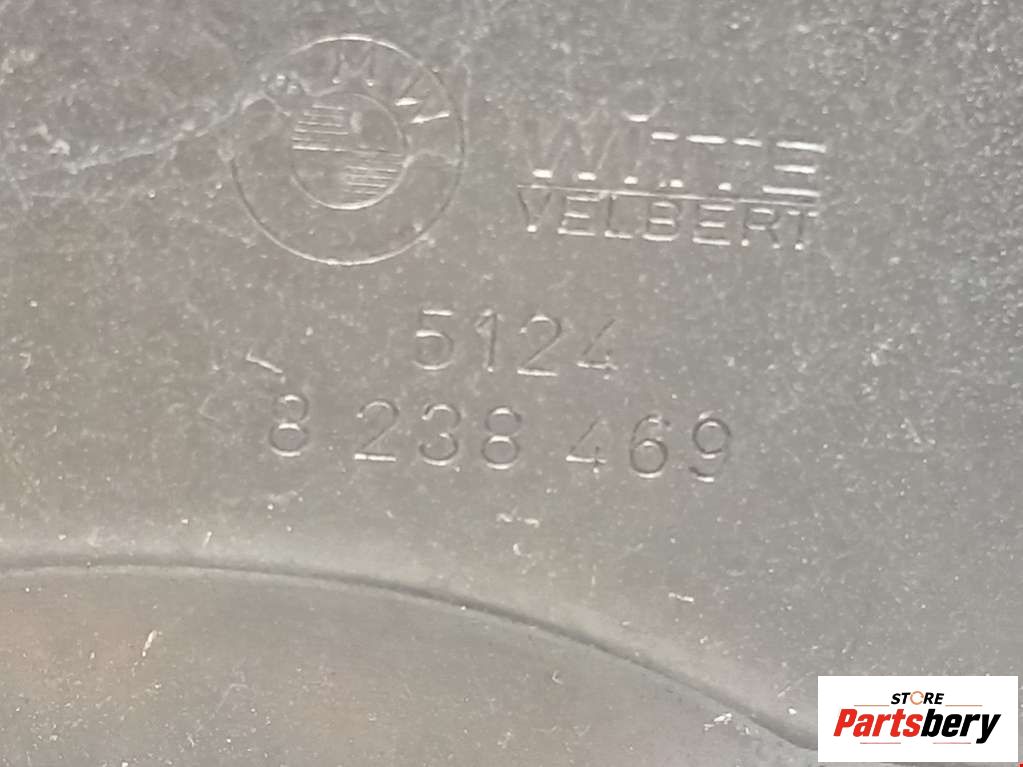 BMW
WITTE
VELBERT
5124
8 238 469
STORE
Partsbery